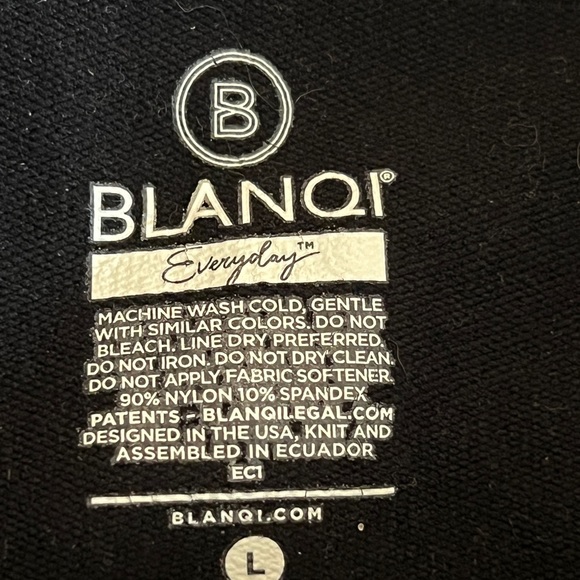 B
BLANQI®
Everyday™
MACHINE WASH COLD, GENTLE
WITH SIMILAR COLORS. DO NOT
BLEACH. LINE DRY PREFERRED.
DO NOT IRON. DO NOT DRY CLEAN.
DO NOT APPLY FABRIC SOFTENER.
90% NYLON 10% SPANDEX
PATENTS – BLANQILEGAL.COM
DESIGNED IN THE USA, KNIT AND
ASSEMBLED IN ECUADOR
EC1
BLANQI.COM
L